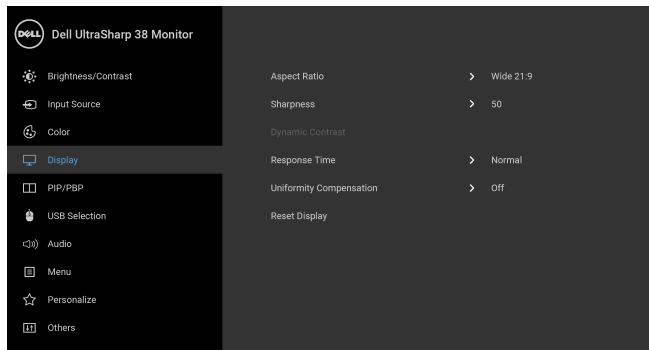 DELL Dell UltraSharp 38 Monitor
Brightness/Contrast
Input Source
Color
Display
PIP/PBP
USB Selection
Audio
Menu
Personalize
Others
Aspect Ratio > Wide 21:9
Sharpness > 50
Dynamic Contrast
Response Time > Normal
Uniformity Compensation > Off
Reset Display